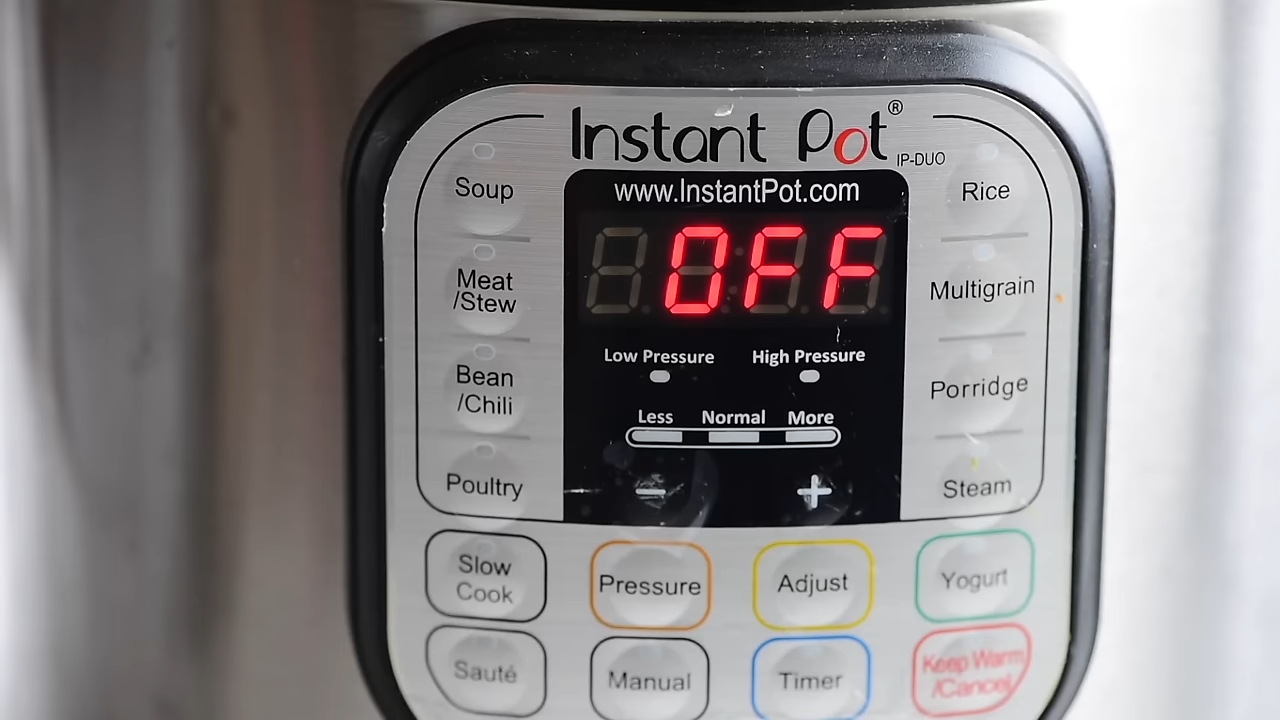 Instant Pot®
IP-DUO
www.InstantPot.com
OFF
Soup
Rice
Meat
/Stew
Multigrain
Low Pressure High Pressure
Bean
/Chili
Porridge
Less Normal More
Poultry
- +
Steam
Slow
Cook
Pressure
Adjust
Yogurt
Sauté
Manual
Timer
Keep Warm
/Cancel